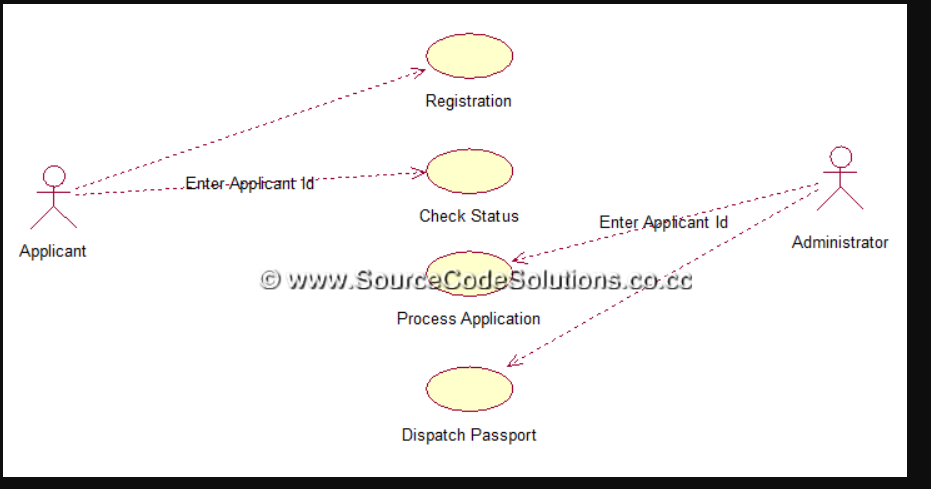 Registration
Enter Applicant Id
Check Status
Applicant
Enter Applicant Id
Administrator
© www.SourceCodeSolutions.co.cc
Process Application
Dispatch Passport